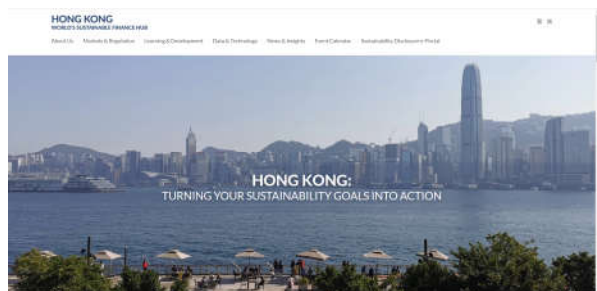 HONG KONG
WORLD'S SUSTAINABLE FINANCE HUB
About Us Markets & Regulation Learning & Development Data & Technology News & Insights Event Calendar Sustainability Disclosure Portal
HONG KONG:
TURNING YOUR SUSTAINABILITY GOALS INTO ACTION